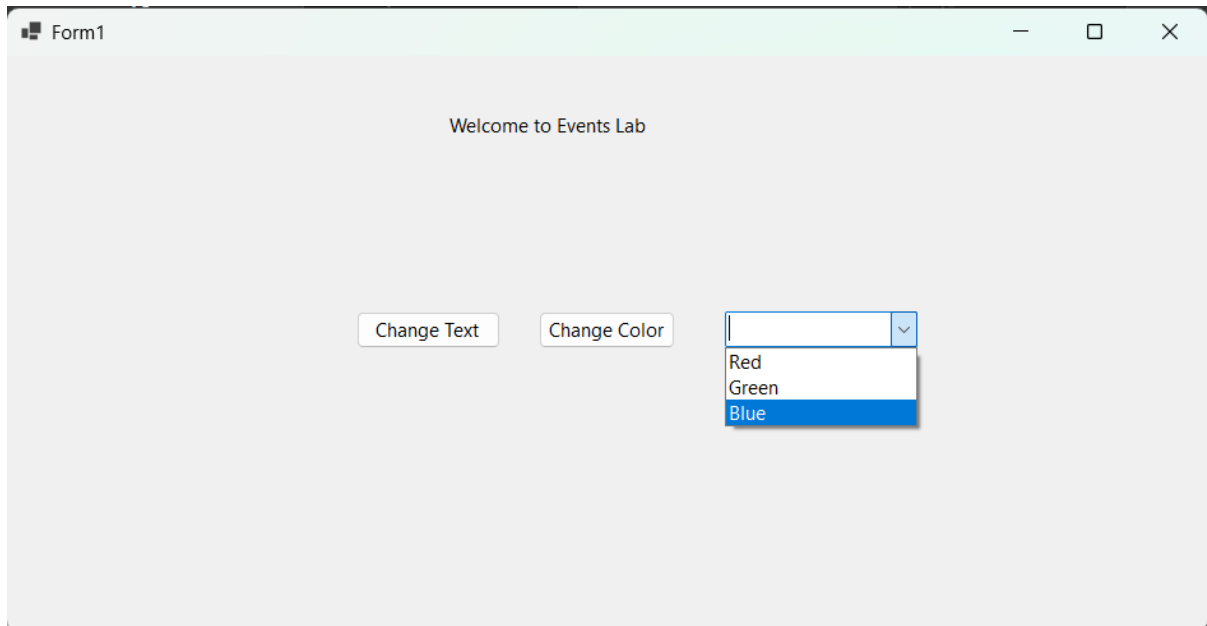 Form1
Welcome to Events Lab
Change Text
Change Color
Red
Green
Blue